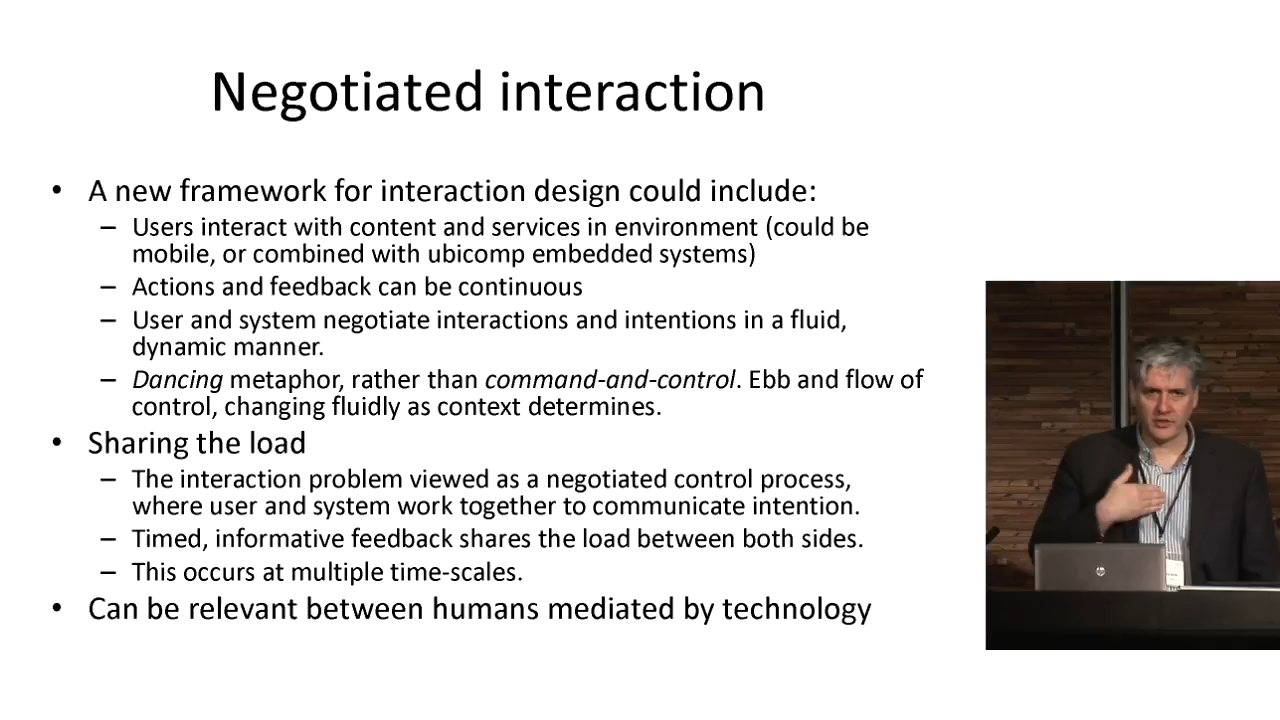 Negotiated interaction
• A new framework for interaction design could include:
– Users interact with content and services in environment (could be
mobile, or combined with ubicomp embedded systems)
– Actions and feedback can be continuous
– User and system negotiate interactions and intentions in a fluid,
dynamic manner.
– Dancing metaphor, rather than command-and-control. Ebb and flow of
control, changing fluidly as context determines.
• Sharing the load
– The interaction problem viewed as a negotiated control process,
where user and system work together to communicate intention.
– Timed, informative feedback shares the load between both sides.
– This occurs at multiple time-scales.
• Can be relevant between humans mediated by technology
hp